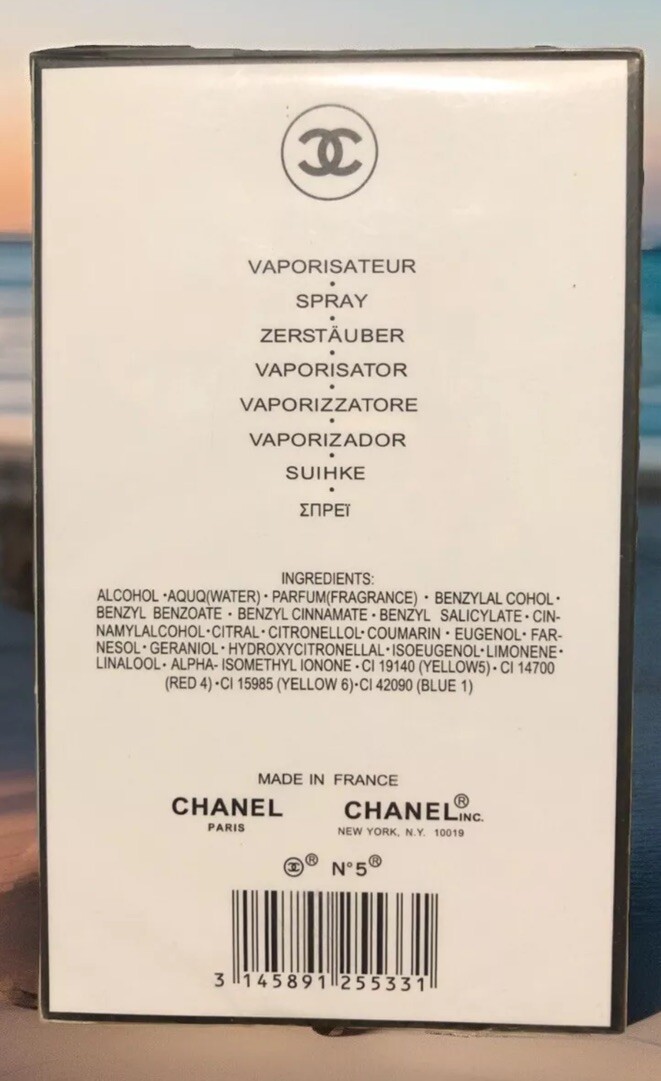 VAPORISATEUR
•
SPRAY
•
ZERSTÄUBER
•
VAPORISATOR
•
VAPORIZZATORE
•
VAPORIZADOR
•
SUIHKE
•
ΣΠΡΕΪ
INGREDIENTS:
ALCOHOL •AQUQ(WATER) • PARFUM(FRAGRANCE) • BENZYLAL COHOL•
BENZYL BENZOATE • BENZYL CINNAMATE • BENZYL SALICYLATE • CIN-
NAMYLALCOHOL•CITRAL• CITRONELLOL•COUMARIN • EUGENOL• FAR-
NESOL• GERANIOL • HYDROXYCITRONELLAL•ISOEUGENOL•LIMONENE•
LINALOOL• ALPHA- ISOMETHYL IONONE • CI 19140 (YELLOW5) • CI 14700
(RED 4) •CI 15985 (YELLOW 6)•CI 42090 (BLUE 1)
MADE IN FRANCE
CHANEL CHANEL® INC.
PARIS NEW YORK, N.Y. 10019
® N°5®
3 145891 255331